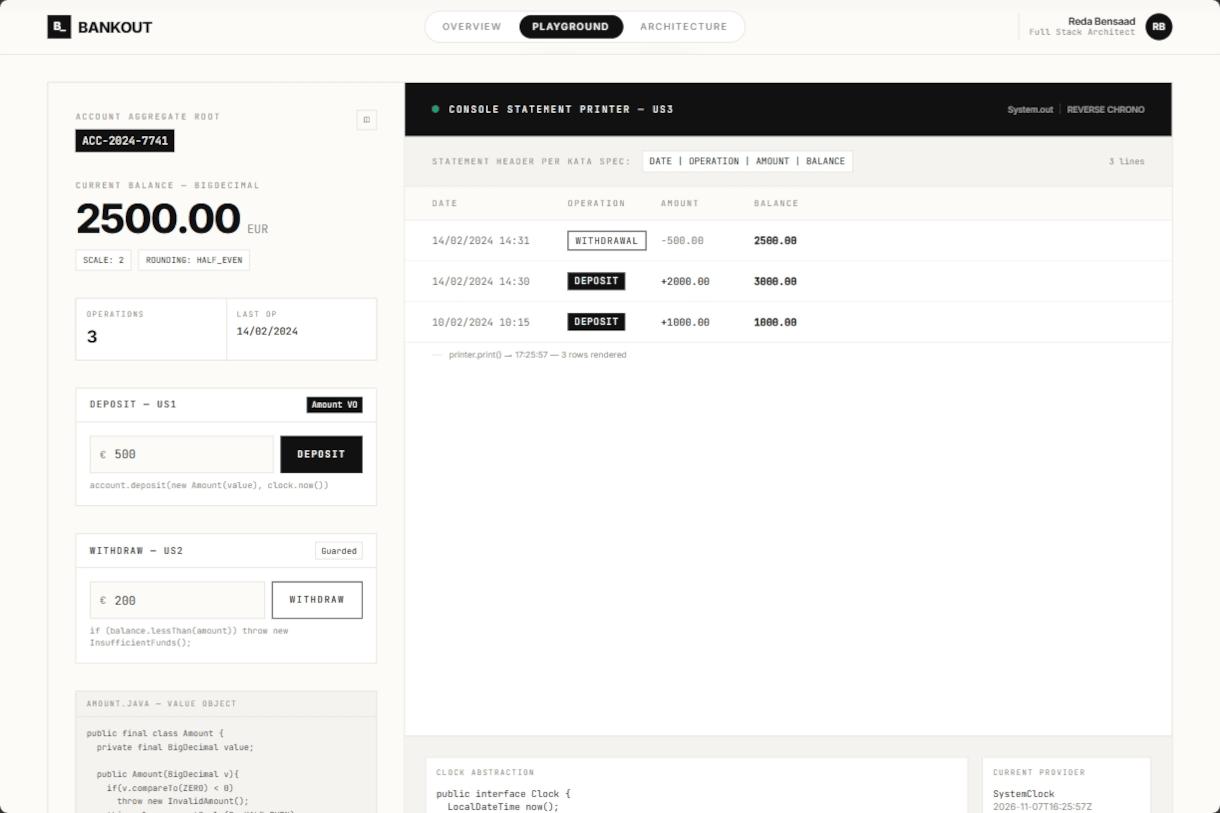 B_ BANKOUT
OVERVIEW PLAYGROUND ARCHITECTURE
Reda Bensaad
Full Stack Architect
RB
ACCOUNT AGGREGATE ROOT
ACC-2024-7741
CURRENT BALANCE — BIGDECIMAL
2500.00 EUR
SCALE: 2 ROUNDING: HALF_EVEN
OPERATIONS
3
LAST OP
14/02/2024
DEPOSIT — US1 Amount VO
€ 500 DEPOSIT
account.deposit(new Amount(value), clock.now())
WITHDRAW — US2 Guarded
€ 200 WITHDRAW
if (balance.lessThan(amount)) throw new
InsufficientFunds();
AMOUNT.JAVA — VALUE OBJECT
public final class Amount {
private final BigDecimal value;
public Amount(BigDecimal v){
if(v.compareTo(ZERO) < 0)
throw new InvalidAmount();
CONSOLE STATEMENT PRINTER — US3 System.out REVERSE CHRONO
STATEMENT HEADER PER KATA SPEC: DATE | OPERATION | AMOUNT | BALANCE 3 lines
DATE OPERATION AMOUNT BALANCE
14/02/2024 14:31 WITHDRAWAL -500.00 2500.00
14/02/2024 14:30 DEPOSIT +2000.00 3000.00
10/02/2024 10:15 DEPOSIT +1000.00 1000.00
— printer.print() → 17:25:57 — 3 rows rendered
CLOCK ABSTRACTION
public interface Clock {
LocalDateTime now();
CURRENT PROVIDER
SystemClock
2026-11-07T16:25:57Z